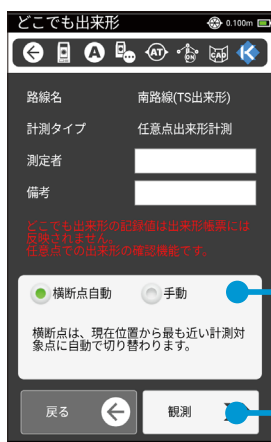 どこでも出来形 0.100m
A AT ON CAD
路線名 南路線(TS出来形)
計測タイプ 任意点出来形計測
測定者
備考
どこでも出来形の記録値は出来形帳票には
反映されません。
任意点での出来形の確認機能です。
横断点自動 手動
横断点は、現在位置から最も近い計測対
象点に自動で切り替わります。
戻る 観測